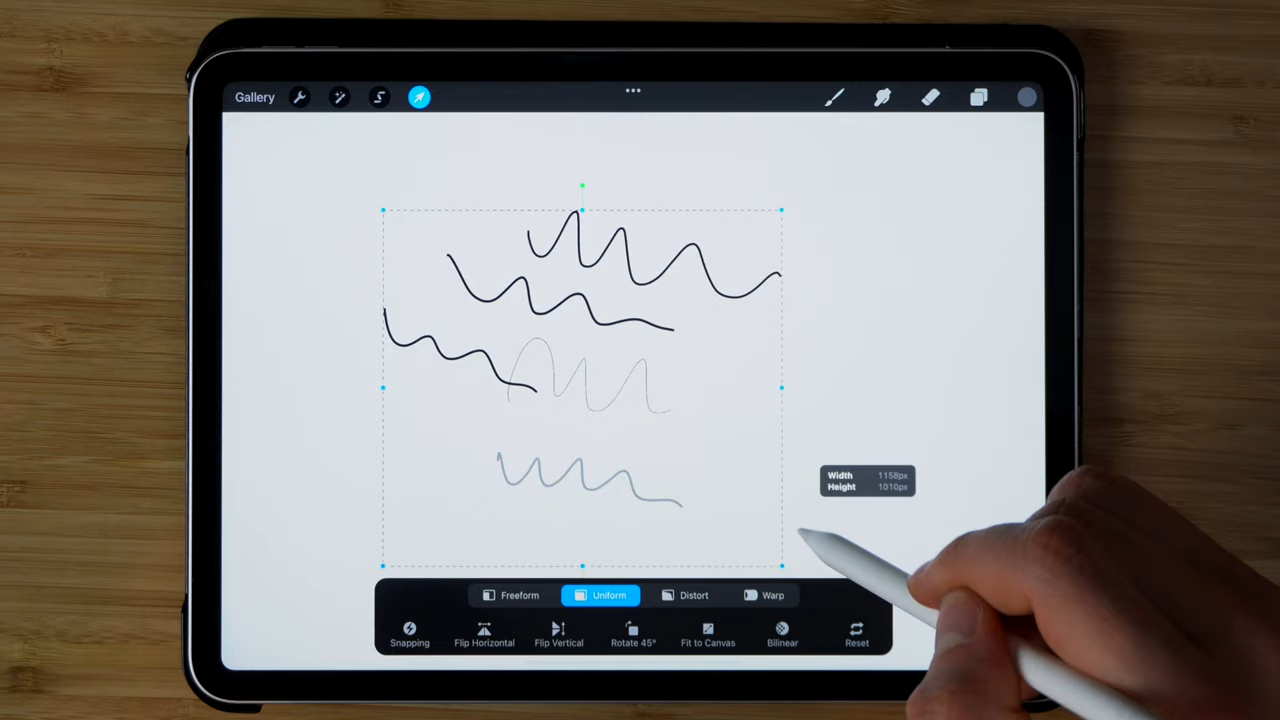 Gallery
Width 1158px
Height 1010px
Freeform Uniform Distort Warp
Snapping Flip Horizontal Flip Vertical Rotate 45° Fit to Canvas Bilinear Reset